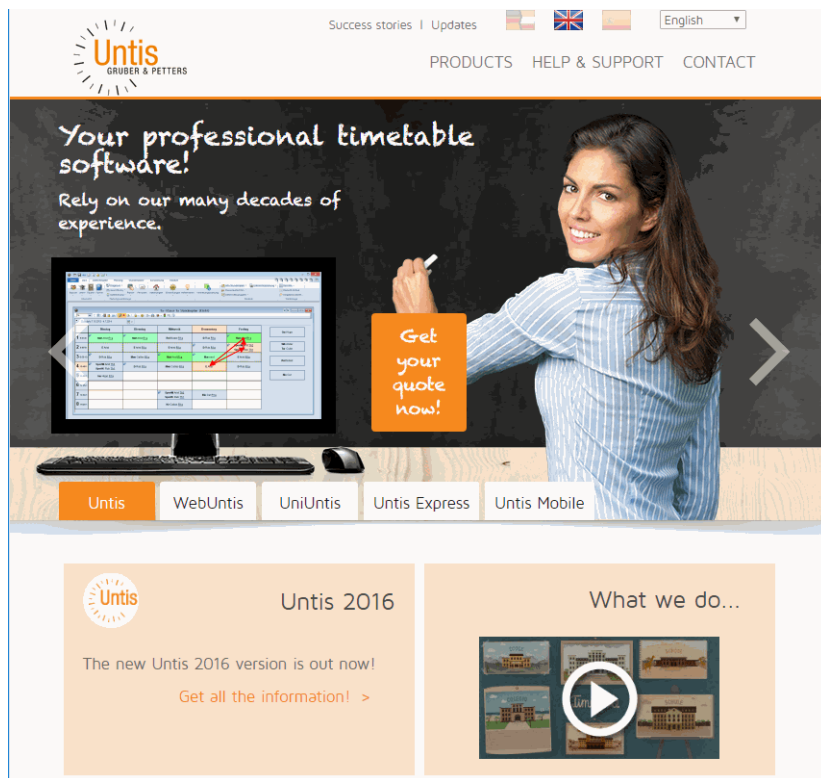 Success stories | Updates
English
Untis
GRUBER & PETTERS
PRODUCTS HELP & SUPPORT CONTACT
Your professional timetable
software!
Rely on our many decades of
experience.
Get
your
quote
now!
Untis WebUntis UniUntis Untis Express Untis Mobile
Untis
Untis 2016
The new Untis 2016 version is out now!
Get all the information! >
What we do...